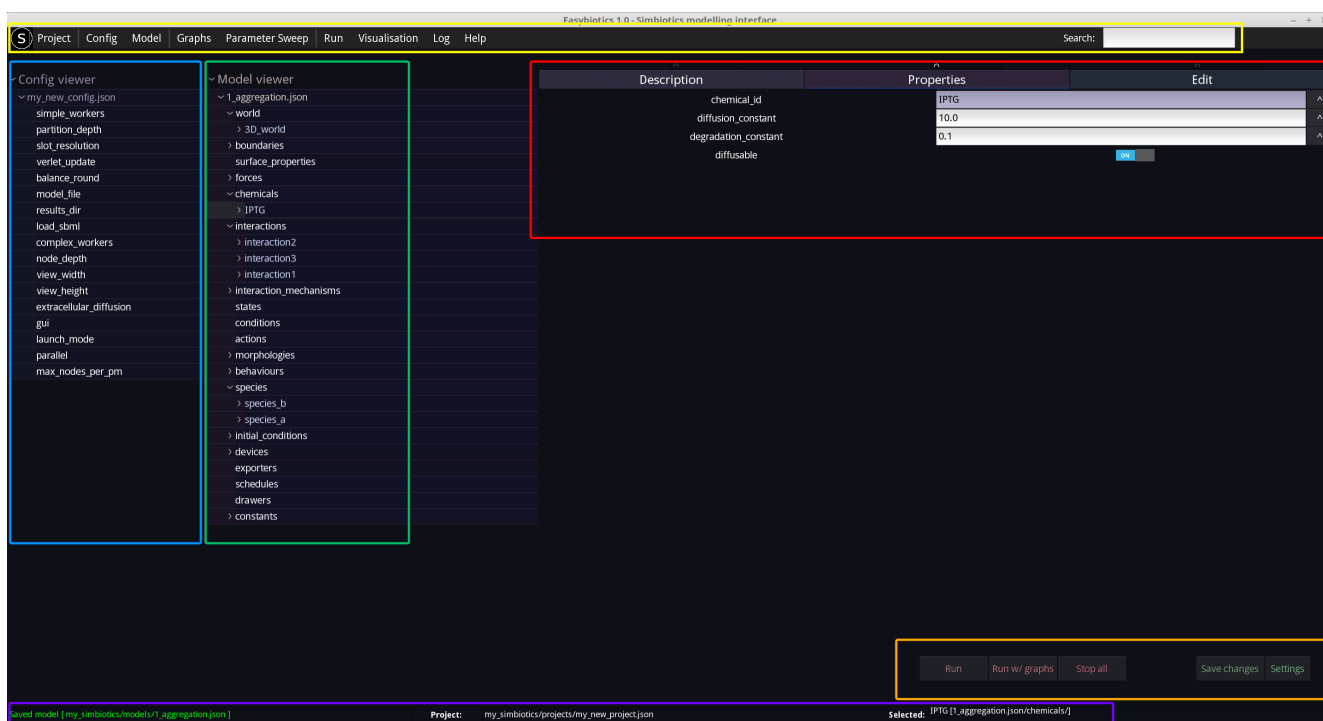 Easybiotics 1.0 - Simbiotics modelling interface
S Project Config Model Graphs Parameter Sweep Run Visualisation Log Help Search:
Config viewer
my_new_config.json
simple_workers
partition_depth
slot_resolution
verlet_update
balance_round
model_file
results_dir
load_sbml
complex_workers
node_depth
view_width
view_height
extracellular_diffusion
gui
launch_mode
parallel
max_nodes_per_pm
Model viewer
1_aggregation.json
world
3D_world
boundaries
surface_properties
forces
chemicals
IPTG
interactions
interaction2
interaction3
interaction1
interaction_mechanisms
states
conditions
actions
morphologies
behaviours
species
species_b
species_a
initial_conditions
devices
exporters
schedules
drawers
constants
Description Properties Edit
chemical_id IPTG
diffusion_constant 10.0
degradation_constant 0.1
diffusable ON
Run Run w/ graphs Stop all Save changes Settings
Saved model [ my_simbiotics/models/1_aggregation.json ] Project: my_simbiotics/projects/my_new_project.json Selected: IPTG [1_aggregation.json/chemicals/]